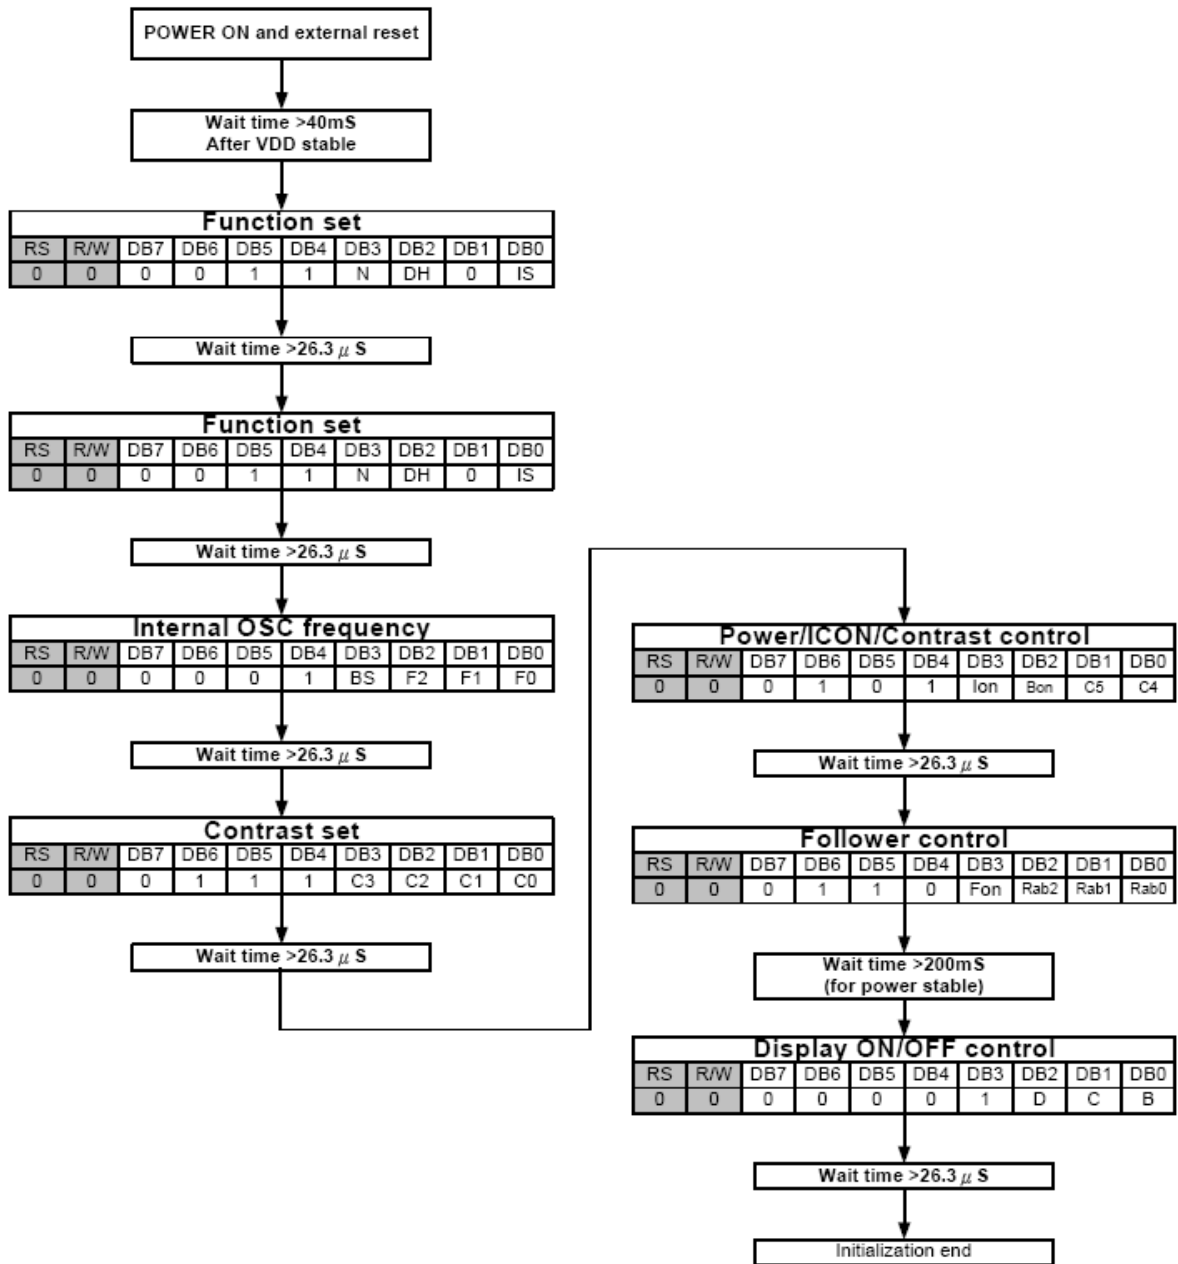 POWER ON and external reset
Wait time >40mS
After VDD stable
Function set
RS R/W DB7 DB6 DB5 DB4 DB3 DB2 DB1 DB0
0 0 0 0 1 1 N DH 0 IS
Wait time >26.3 μ S
Function set
RS R/W DB7 DB6 DB5 DB4 DB3 DB2 DB1 DB0
0 0 0 0 1 1 N DH 0 IS
Wait time >26.3 μ S
Internal OSC frequency
RS R/W DB7 DB6 DB5 DB4 DB3 DB2 DB1 DB0
0 0 0 0 0 1 BS F2 F1 F0
Wait time >26.3 μ S
Contrast set
RS R/W DB7 DB6 DB5 DB4 DB3 DB2 DB1 DB0
0 0 0 1 1 1 C3 C2 C1 C0
Wait time >26.3 μ S
Power/ICON/Contrast control
RS R/W DB7 DB6 DB5 DB4 DB3 DB2 DB1 DB0
0 0 0 1 0 1 Ion Bon C5 C4
Wait time >26.3 μ S
Follower control
RS R/W DB7 DB6 DB5 DB4 DB3 DB2 DB1 DB0
0 0 0 1 1 0 Fon Rab2 Rab1 Rab0
Wait time >200mS
(for power stable)
Display ON/OFF control
RS R/W DB7 DB6 DB5 DB4 DB3 DB2 DB1 DB0
0 0 0 0 0 0 1 D C B
Wait time >26.3 μ S
Initialization end